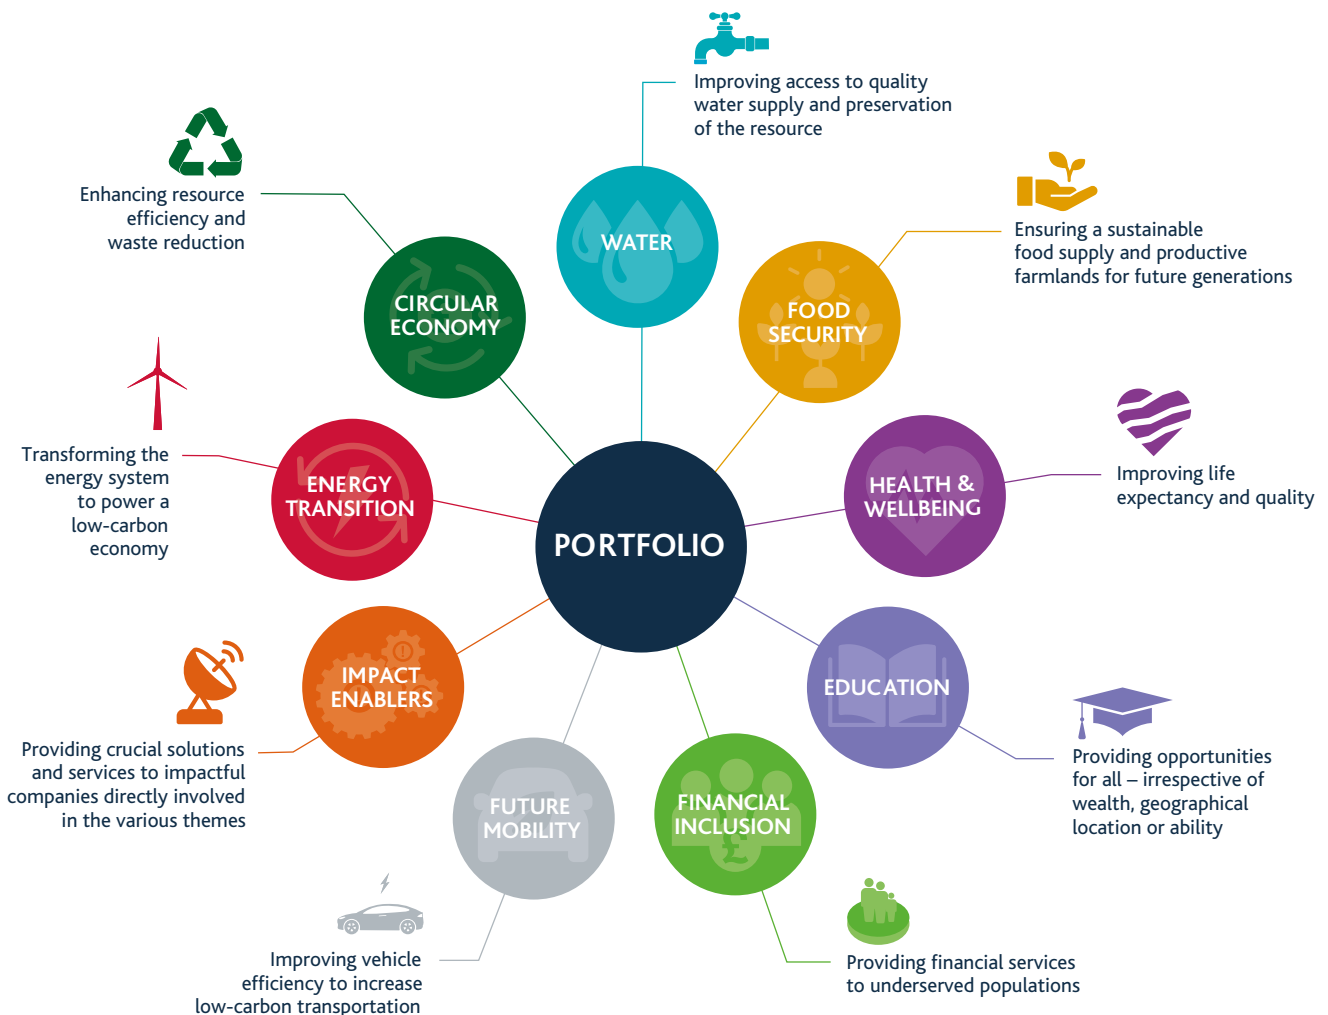 Improving access to quality
water supply and preservation
of the resource
WATER
Ensuring a sustainable
food supply and productive
farmlands for future generations
FOOD
SECURITY
Improving life
expectancy and quality
HEALTH &
WELLBEING
Providing opportunities
for all – irrespective of
wealth, geographical
location or ability
EDUCATION
Providing financial services
to underserved populations
FINANCIAL
INCLUSION
£
Improving vehicle
efficiency to increase
low-carbon transportation
FUTURE
MOBILITY
Providing crucial solutions
and services to impactful
companies directly involved
in the various themes
IMPACT
ENABLERS
Transforming the
energy system
to power a
low-carbon
economy
ENERGY
TRANSITION
Enhancing resource
efficiency and
waste reduction
CIRCULAR
ECONOMY
PORTFOLIO